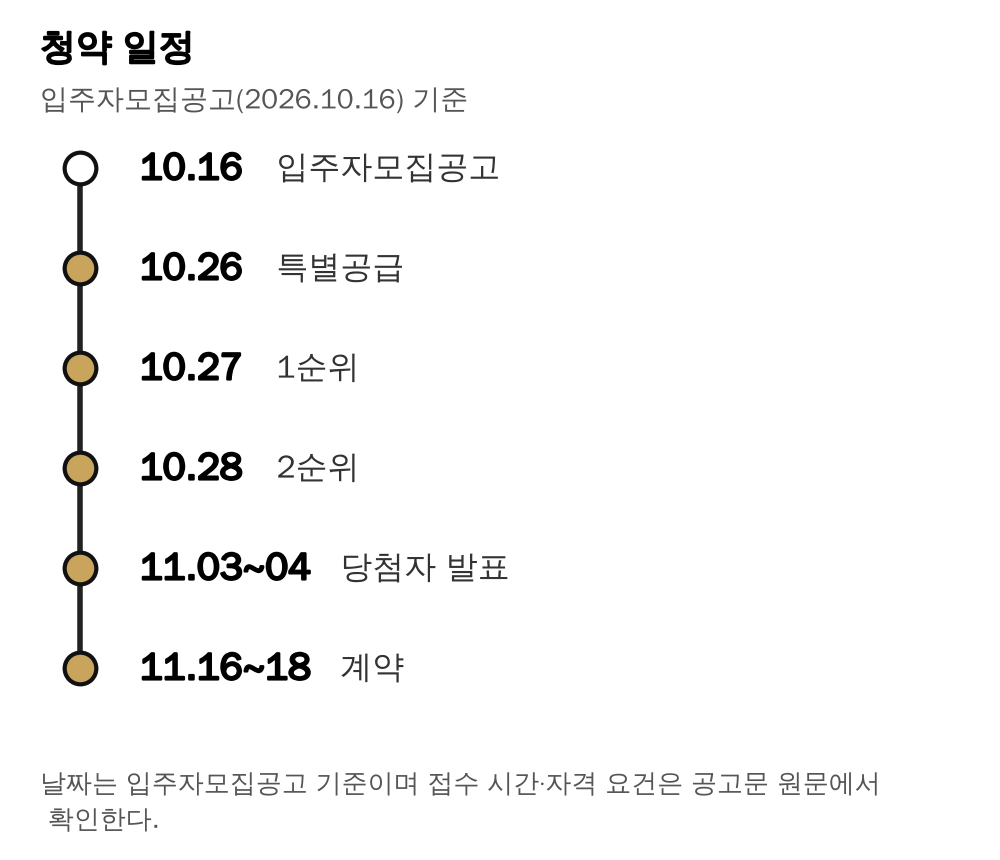 청약 일정
입주자모집공고(2026.10.16) 기준
10.16 입주자모집공고
10.26 특별공급
10.27 1순위
10.28 2순위
11.03~04 당첨자 발표
11.16~18 계약
날짜는 입주자모집공고 기준이며 접수 시간·자격 요건은 공고문 원문에서
확인한다.